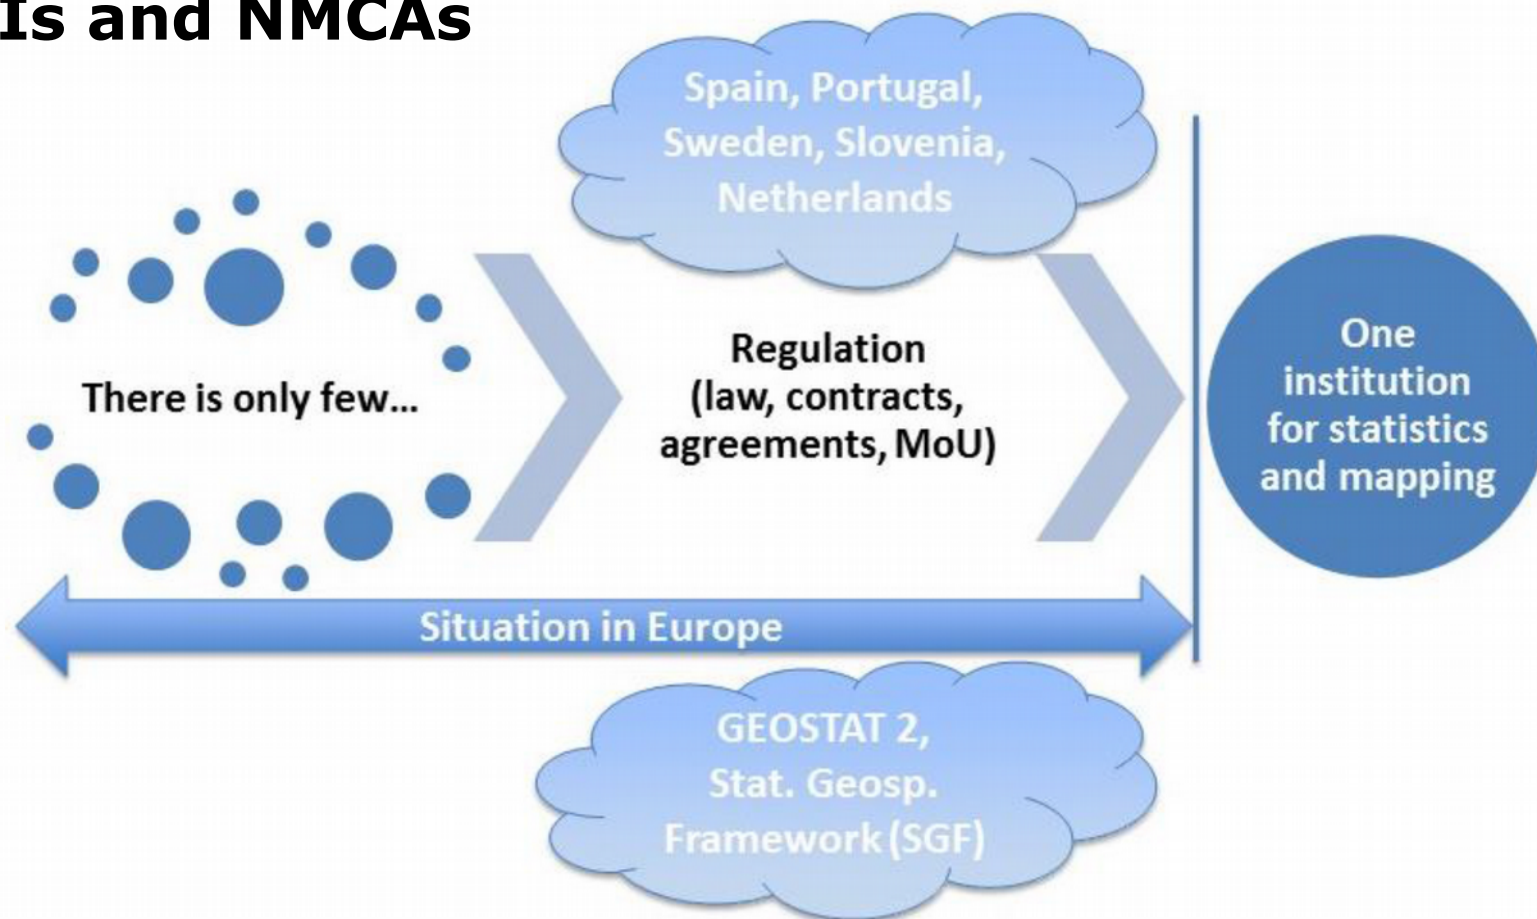 Is and NMCAs
Spain, Portugal,
Sweden, Slovenia,
Netherlands
There is only few...
Regulation
(law, contracts,
agreements, MoU)
One
institution
for statistics
and mapping
Situation in Europe
GEOSTAT 2,
Stat. Geosp.
Framework (SGF)